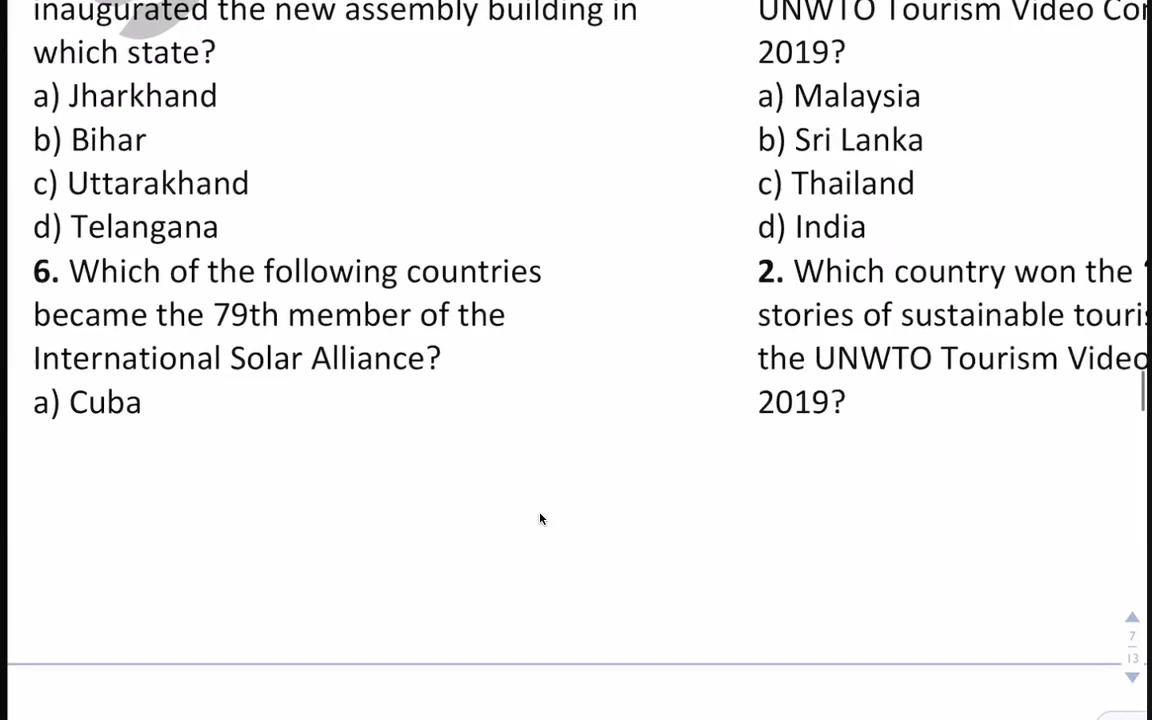 inaugurated the new assembly building in
which state?
a) Jharkhand
b) Bihar
c) Uttarakhand
d) Telangana
6. Which of the following countries
became the 79th member of the
International Solar Alliance?
a) Cuba
UNWTO Tourism Video
2019?
a) Malaysia
b) Sri Lanka
c) Thailand
d) India
2. Which country won the
stories of sustainable
the UNWTO Tourism Video
2019?
7
13